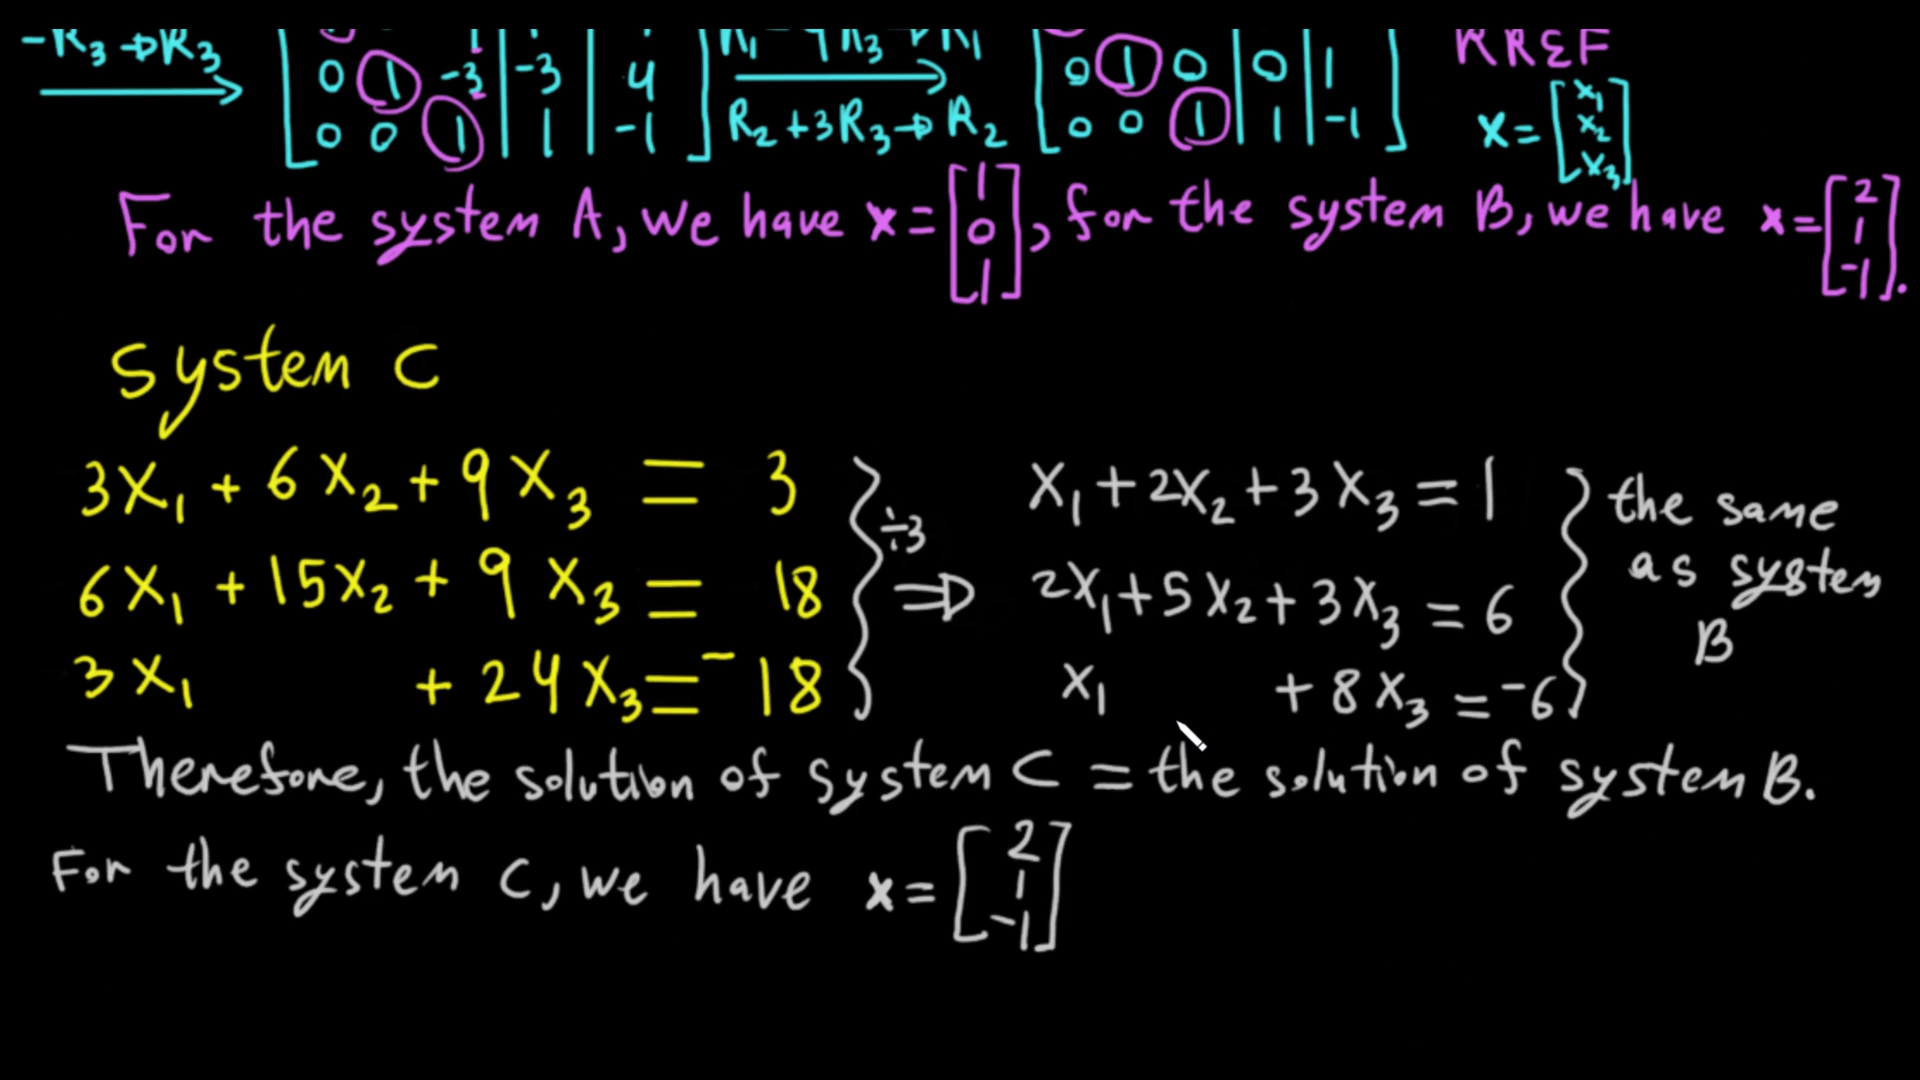 -R3→R3 R1 - 9R3→R1 RREF
0 1 -3 | -3 | 4
0 0 1 | 1 | -1
R2+3R3→R2
0 1 0 | 0 | 1
0 0 1 | 1 | -1
x = [x1 x2 x3]
For the system A, we have x = [1 0 1], for the system B, we have x = [2 1 -1].
System C
3x1 + 6x2 + 9x3 = 3
6x1 + 15x2 + 9x3 = 18
3x1 + 24x3 = -18
÷3
⇒
x1 + 2x2 + 3x3 = 1
2x1 + 5x2 + 3x3 = 6
x1 + 8x3 = -6
the same
as system
B
Therefore, the solution of system C = the solution of system B.
For the system C, we have x = [2 1 -1]